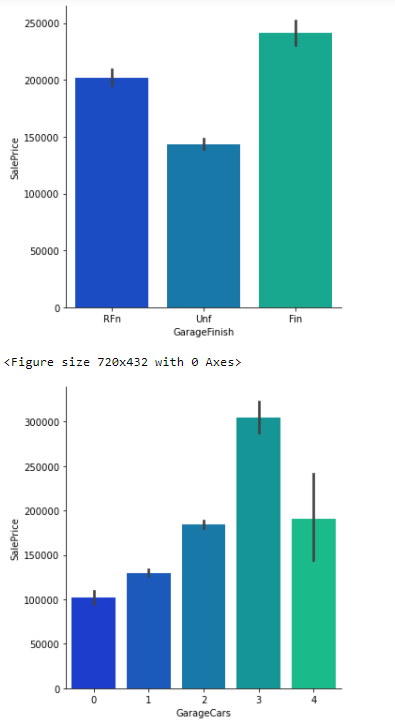 250000
200000
150000
100000
50000
0
SalePrice
RFn Unf Fin
GarageFinish
<Figure size 720x432 with 0 Axes>
300000
250000
200000
150000
100000
50000
0
SalePrice
0 1 2 3 4
GarageCars